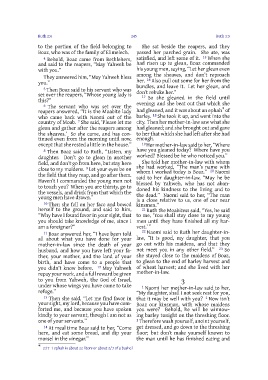 Ruth 2:4
345
Ruth 3:3
to the portion of the field belonging to
Boaz, who was of the family of Elimelech.
4 Behold, Boaz came from Bethlehem,
and said to the reapers, “May Yahweh be
with you.”
They answered him, “May Yahweh bless
you.”
5 Then Boaz said to his servant who was
set over the reapers, “Whose young lady is
this?”
6 The servant who was set over the
reapers answered, “It is the Moabite lady
who came back with Naomi out of the
country of Moab. 7 She said, ‘Please let me
glean and gather after the reapers among
the sheaves.’ So she came, and has con-
tinued even from the morning until now,
except that she rested a little in the house.”
8 Then Boaz said to Ruth, “Listen, my
daughter. Don’t go to glean in another
field, and don’t go from here, but stay here
close to my maidens. 9 Let your eyes be on
the field that they reap, and go after them.
Haven’t I commanded the young men not
to touch you? When you are thirsty, go to
the vessels, and drink from that which the
young men have drawn.”
10 Then she fell on her face and bowed
herself to the ground, and said to him,
“Why have I found favor in your sight, that
you should take knowledge of me, since I
am a foreigner?”
11 Boaz answered her, “I have been told
all about what you have done for your
mother-in-law since the death of your
husband, and how you have left your fa-
ther, your mother, and the land of your
birth, and have come to a people that
you didn’t know before. 12 May Yahweh
repay your work, and a full reward be given
to you from Yahweh, the God of Israel,
under whose wings you have come to take
refuge.”
13 Then she said, “Let me find favor in
your sight, my lord, because you have com-
forted me, and because you have spoken
kindly to your servant, though I am not as
one of your servants.”
14 At meal time Boaz said to her, “Come
here, and eat some bread, and dip your
morsel in the vinegar.”
She sat beside the reapers, and they
passed her parched grain. She ate, was
satisfied, and left some of it. 15 When she
had risen up to glean, Boaz commanded
his young men, saying, “Let her glean even
among the sheaves, and don’t reproach
her. 16 Also pull out some for her from the
bundles, and leave it. Let her glean, and
don’t rebuke her.”
17 So she gleaned in the field until
evening; and she beat out that which she
had gleaned, and it was about an ephah of
barley. 18 She took it up, and went into the
city. Then her mother-in-law saw what she
had gleaned; and she brought out and gave
to her that which she had left after she had
enough.
19 Her mother-in-law said to her, “Where
have you gleaned today? Where have you
worked? Blessed be he who noticed you.”
She told her mother-in-law with whom
she had worked, “The man’s name with
whom I worked today is Boaz.” 20 Naomi
said to her daughter-in-law, “May he be
blessed by Yahweh, who has not aban-
doned his kindness to the living and to
the dead.” Naomi said to her, “The man
is a close relative to us, one of our near
kinsmen.”
21 Ruth the Moabitess said, “Yes, he said
to me, ‘You shall stay close to my young
men until they have finished all my har-
vest.’”
22 Naomi said to Ruth her daughter-in-
law, “It is good, my daughter, that you
go out with his maidens, and that they
not meet you in any other field.” 23 So
she stayed close to the maidens of Boaz,
to glean to the end of barley harvest and
of wheat harvest; and she lived with her
mother-in-law.
3
1 Naomi her mother-in-law said to her,
“My daughter, shall I not seek rest for you,
that it may be well with you? 2 Now isn’t
Boaz our kinsman, with whose maidens
you were? Behold, he will be winnow-
ing barley tonight on the threshing floor.
3 Therefore wash yourself, anoint yourself,
get dressed, and go down to the threshing
floor; but don’t make yourself known to
the man until he has finished eating and